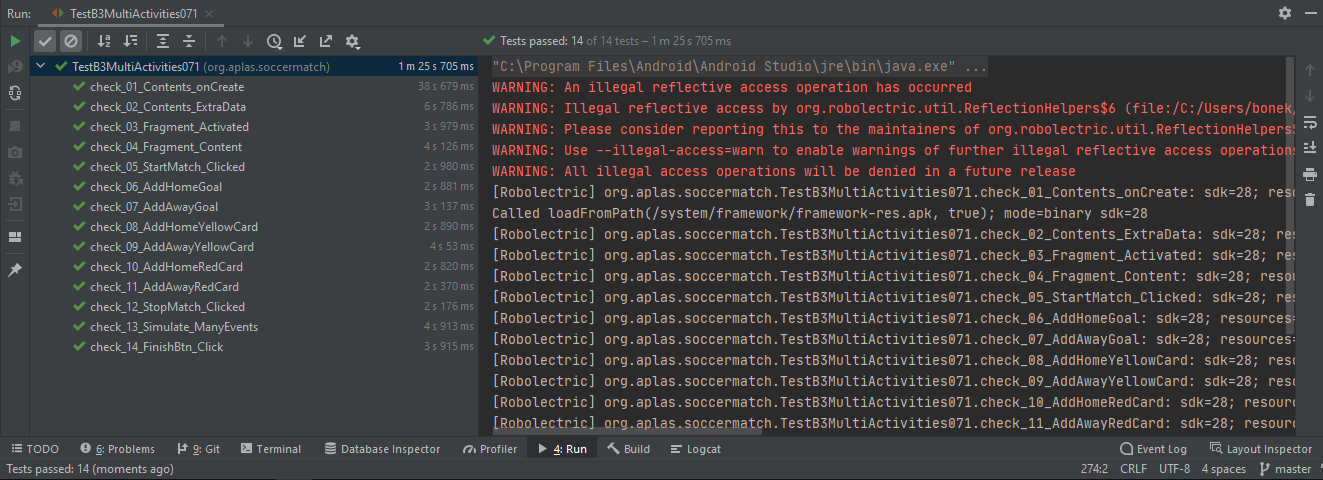 Run: TestB3MultiActivities071
Tests passed: 14 of 14 tests – 1 m 25 s 705 ms
TestB3MultiActivities071 (org.aplas.soccermatch) 1 m 25 s 705 ms
check_01_Contents_onCreate 38 s 679 ms
check_02_Contents_ExtraData 6 s 786 ms
check_03_Fragment_Activated 3 s 979 ms
check_04_Fragment_Content 4 s 126 ms
check_05_StartMatch_Clicked 2 s 980 ms
check_06_AddHomeGoal 2 s 881 ms
check_07_AddAwayGoal 3 s 137 ms
check_08_AddHomeYellowCard 2 s 890 ms
check_09_AddAwayYellowCard 4 s 53 ms
check_10_AddHomeRedCard 2 s 820 ms
check_11_AddAwayRedCard 2 s 370 ms
check_12_StopMatch_Clicked 2 s 176 ms
check_13_Simulate_ManyEvents 4 s 913 ms
check_14_FinishBtn_Click 3 s 915 ms
"C:\Program Files\Android\Android Studio\jre\bin\java.exe" ...
WARNING: An illegal reflective access operation has occurred
WARNING: Illegal reflective access by org.robolectric.util.ReflectionHelpers$6 (file:/C:/Users/bonek/
WARNING: Please consider reporting this to the maintainers of org.robolectric.util.ReflectionHelpers$
WARNING: Use --illegal-access=warn to enable warnings of further illegal reflective access operations
WARNING: All illegal access operations will be denied in a future release
[Robolectric] org.aplas.soccermatch.TestB3MultiActivities071.check_01_Contents_onCreate: sdk=28; resou
Called loadFromPath(/system/framework/framework-res.apk, true); mode=binary sdk=28
[Robolectric] org.aplas.soccermatch.TestB3MultiActivities071.check_02_Contents_ExtraData: sdk=28; res
[Robolectric] org.aplas.soccermatch.TestB3MultiActivities071.check_03_Fragment_Activated: sdk=28; res
[Robolectric] org.aplas.soccermatch.TestB3MultiActivities071.check_04_Fragment_Content: sdk=28; resou
[Robolectric] org.aplas.soccermatch.TestB3MultiActivities071.check_05_StartMatch_Clicked: sdk=28; res
[Robolectric] org.aplas.soccermatch.TestB3MultiActivities071.check_06_AddHomeGoal: sdk=28; resources=
[Robolectric] org.aplas.soccermatch.TestB3MultiActivities071.check_07_AddAwayGoal: sdk=28; resources=
[Robolectric] org.aplas.soccermatch.TestB3MultiActivities071.check_08_AddHomeYellowCard: sdk=28; reso
[Robolectric] org.aplas.soccermatch.TestB3MultiActivities071.check_09_AddAwayYellowCard: sdk=28; reso
[Robolectric] org.aplas.soccermatch.TestB3MultiActivities071.check_10_AddHomeRedCard: sdk=28; resourc
[Robolectric] org.aplas.soccermatch.TestB3MultiActivities071.check_11_AddAwayRedCard: sdk=28; resourc
TODO 6: Problems 9: Git Terminal Database Inspector Profiler 4: Run Build Logcat Event Log Layout Inspector
Tests passed: 14 (moments ago) 274:2 CRLF UTF-8 4 spaces master